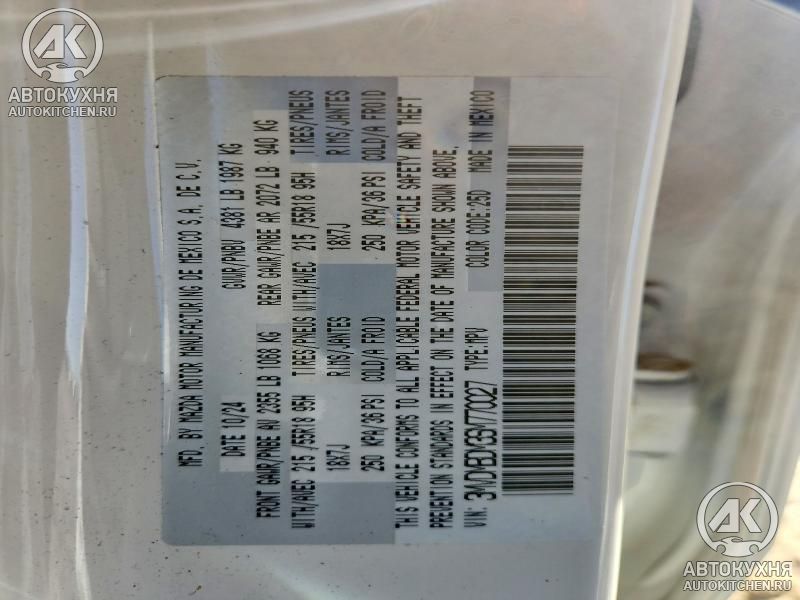 АВТОКУХНЯ
AUTOKITCHEN.RU
MFD. BY MAZDA MOTOR MANUFACTURING DE MEXICO S.A. DE C.V.
DATE 10/24 GVWR/PNBV 4381 LB 1987 KG
FRONT GAWR/PNBE AV 2355 LB 1068 KG REAR GAWR/PNBE AR 2072 LB 940 KG
WITH/AVEC 215 /55R18 95H TIRES/PNEUS WITH/AVEC 215 /55R18 95H TIRES/PNEUS
18X7J RIMS/JANTES 18X7J RIMS/JANTES
250 KPA/36 PSI COLD/A FROID 250 KPA/36 PSI COLD/A FROID
THIS VEHICLE CONFORMS TO ALL APPLICABLE FEDERAL MOTOR VEHICLE SAFETY AND THEFT
PREVENTION STANDARDS IN EFFECT ON THE DATE OF MANUFACTURE SHOWN ABOVE.
VIN: TYPE:MPV COLOR CODE:25D MADE IN MEXICO
АВТОКУХНЯ
AUTOKITCHEN.RU